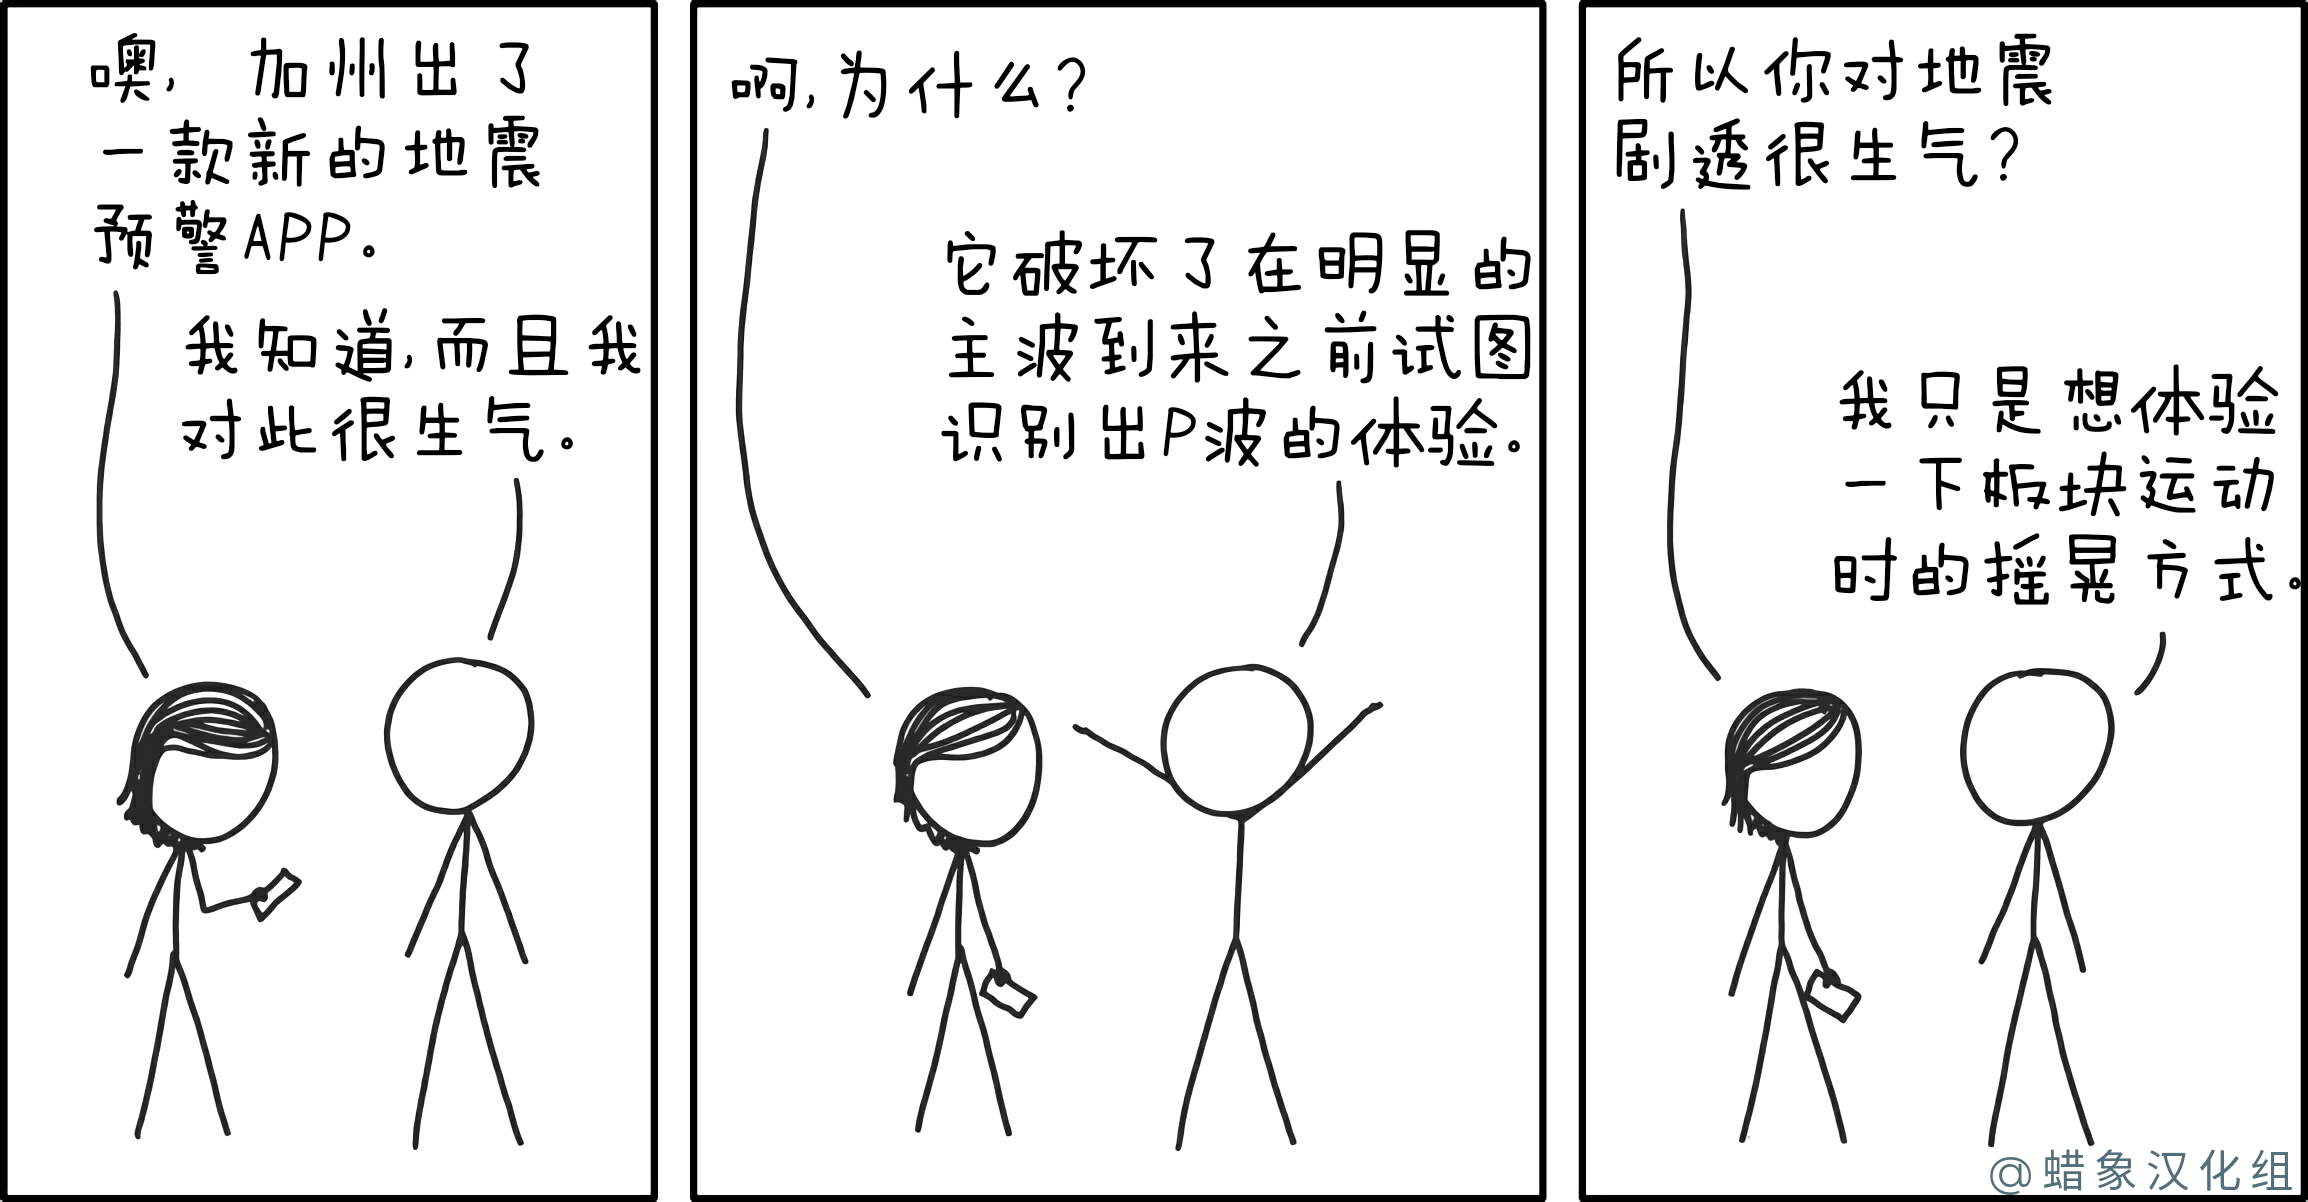 噢，加州出了
一款新的地震
预警APP。
我知道，而且我
对此很生气。
啊，为什么？
它破坏了在明显的
主波到来之前试图
识别出P波的体验。
所以你对地震
剧透很生气？
我只是想体验
一下板块运动
时的摇晃方式。
@蜡象汉化组